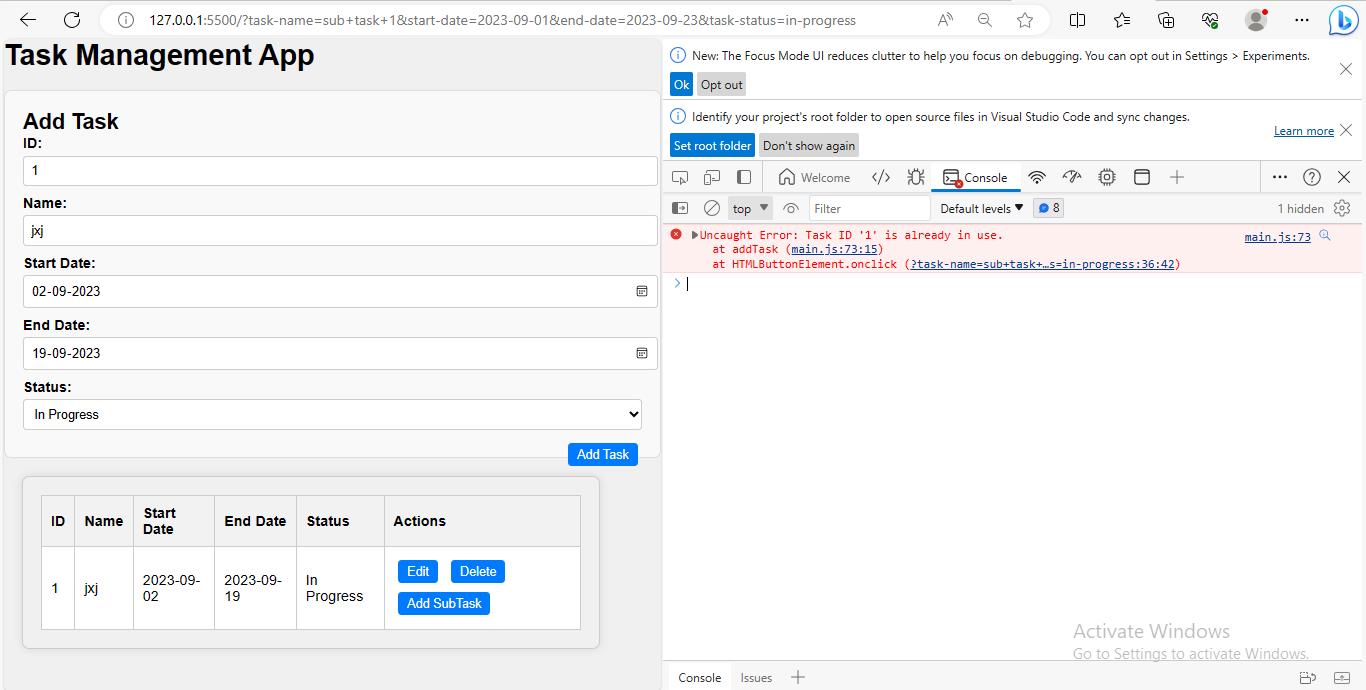 127.0.0.1:5500/?task-name=sub+task+1&start-date=2023-09-01&end-date=2023-09-23&task-status=in-progress
Task Management App
Add Task
ID:
1
Name:
jxj
Start Date:
02-09-2023
End Date:
19-09-2023
Status:
In Progress
Add Task
ID Name Start Date End Date Status Actions
1 jxj 2023-09-02 2023-09-19 In Progress Edit Delete
Add SubTask
New: The Focus Mode UI reduces clutter to help you focus on debugging. You can opt out in Settings > Experiments.
Ok Opt out
Identify your project's root folder to open source files in Visual Studio Code and sync changes.
Learn more
Set root folder Don't show again
Welcome Console
top Filter Default levels 8 1 hidden
Uncaught Error: Task ID '1' is already in use. main.js:73
at addTask (main.js:73:15)
at HTMLButtonElement.onclick (?task-name=sub+task+…s=in-progress:36:42)
Activate Windows
Go to Settings to activate Windows.
Console Issues